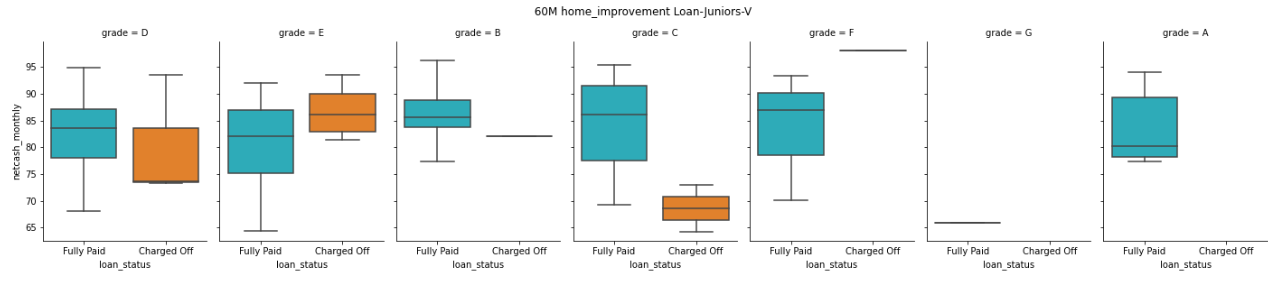 60M home_improvement Loan-Juniors-V
grade = D
grade = E
grade = B
grade = C
grade = F
grade = G
grade = A
netcash_monthly
95
90
85
80
75
70
65
Fully Paid Charged Off
Fully Paid Charged Off
Fully Paid Charged Off
Fully Paid Charged Off
Fully Paid Charged Off
Fully Paid Charged Off
Fully Paid Charged Off
loan_status
loan_status
loan_status
loan_status
loan_status
loan_status
loan_status